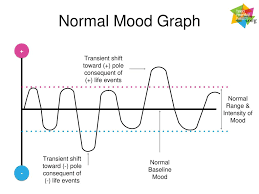 Normal Mood Graph
+
Transient shift
toward (+) pole
consequent of
(+) life events
Normal
Range &
Intensity of
Mood
Transient shift
toward (-) pole
consequent of
(-) life events
Normal
Baseline
Mood
-